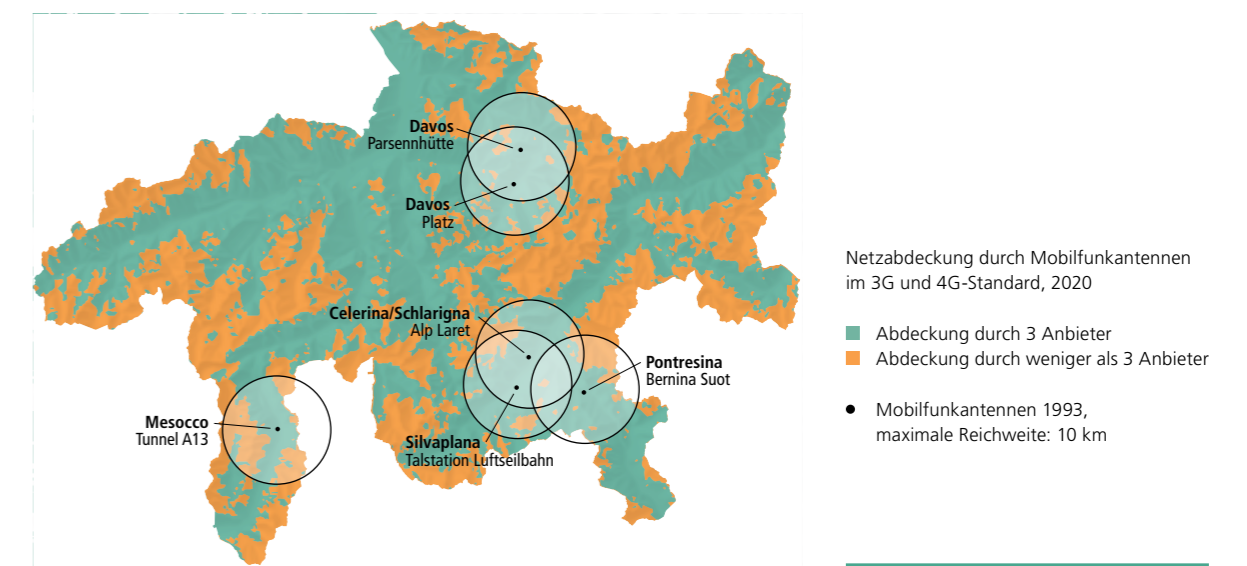 Davos
Parsennhütte
Davos
Platz
Celerina/Schlarigna
Alp Laret
Pontresina
Bernina Suot
Mesocco
Tunnel A13
Silvaplana
Talstation Luftseilbahn
Netzabdeckung durch Mobilfunkantennen
im 3G und 4G-Standard, 2020
Abdeckung durch 3 Anbieter
Abdeckung durch weniger als 3 Anbieter
Mobilfunkantennen 1993,
maximale Reichweite: 10 km